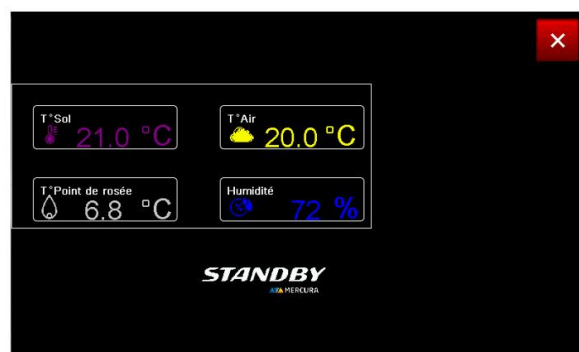 T°Sol
21.0 °C
T°Air
20.0 °C
T°Point de rosée
6.8 °C
Humidité
72 %
STANDBY
MERCURA